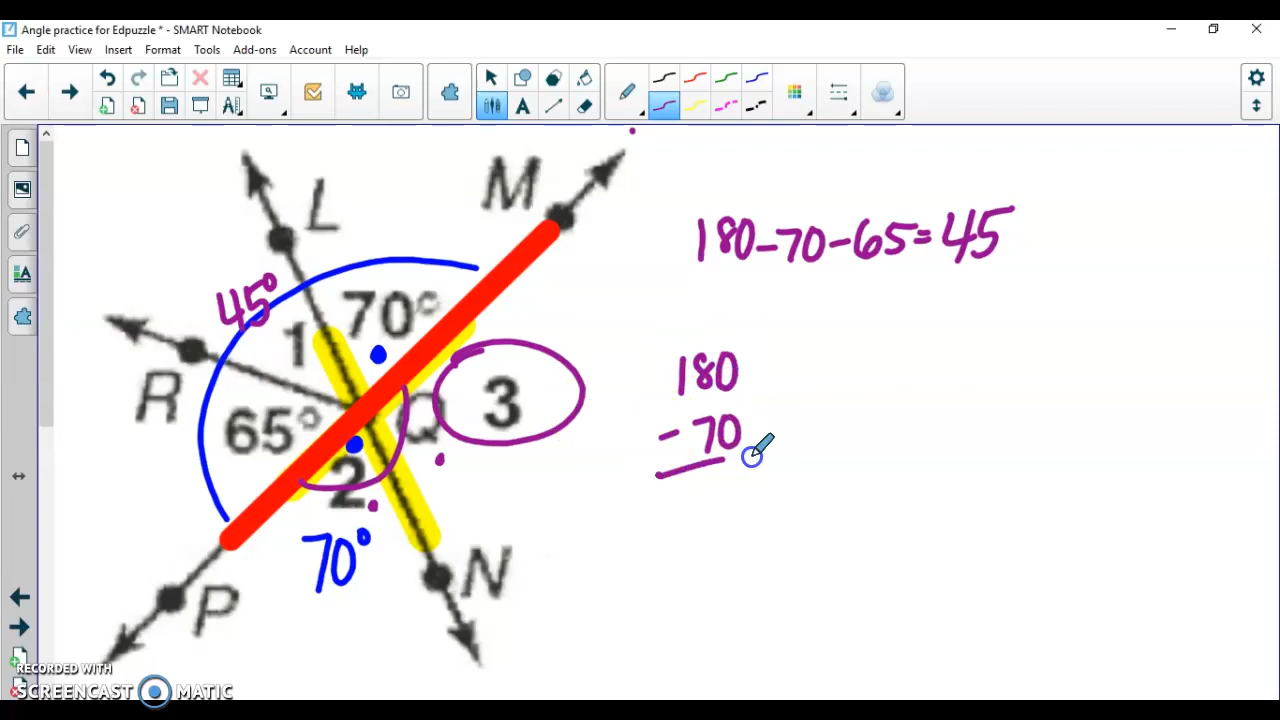 Angle practice for Edpuzzle * - SMART Notebook
File Edit View Insert Format Tools Add-ons Account Help
L
M
180-70-65=45
45°
1
70°
R
65°
Q
3
180
- 70
2
70°
N
P
RECORDED WITH
SCREENCAST MATIC